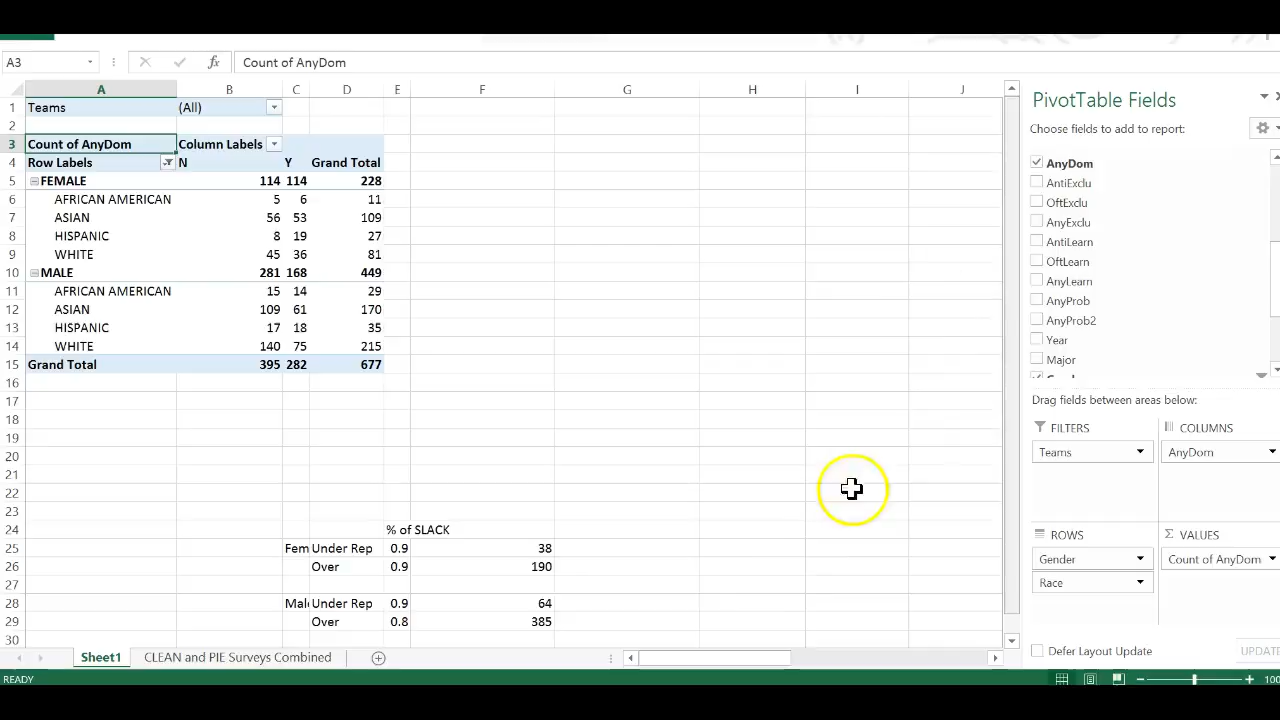 A3 fx Count of AnyDom
A B C D E F G H I J
1 Teams (All)
2
3 Count of AnyDom Column Labels
4 Row Labels N Y Grand Total
5 FEMALE 114 114 228
6 AFRICAN AMERICAN 5 6 11
7 ASIAN 56 53 109
8 HISPANIC 8 19 27
9 WHITE 45 36 81
10 MALE 281 168 449
11 AFRICAN AMERICAN 15 14 29
12 ASIAN 109 61 170
13 HISPANIC 17 18 35
14 WHITE 140 75 215
15 Grand Total 395 282 677
16
17
18
19
20
21
22
23
24 % of SLACK
25 Fem Under Rep 0.9 38
26 Over 0.9 190
27
28 Male Under Rep 0.9 64
29 Over 0.8 385
30
Sheet1 CLEAN and PIE Surveys Combined
READY 100
PivotTable Fields
Choose fields to add to report:
AnyDom
AntiExclu
OftExclu
AnyExclu
AntiLearn
OftLearn
AnyLearn
AnyProb
AnyProb2
Year
Major
Drag fields between areas below:
FILTERS COLUMNS
Teams AnyDom
ROWS Σ VALUES
Gender Count of AnyDom
Race
Defer Layout Update UPDATE